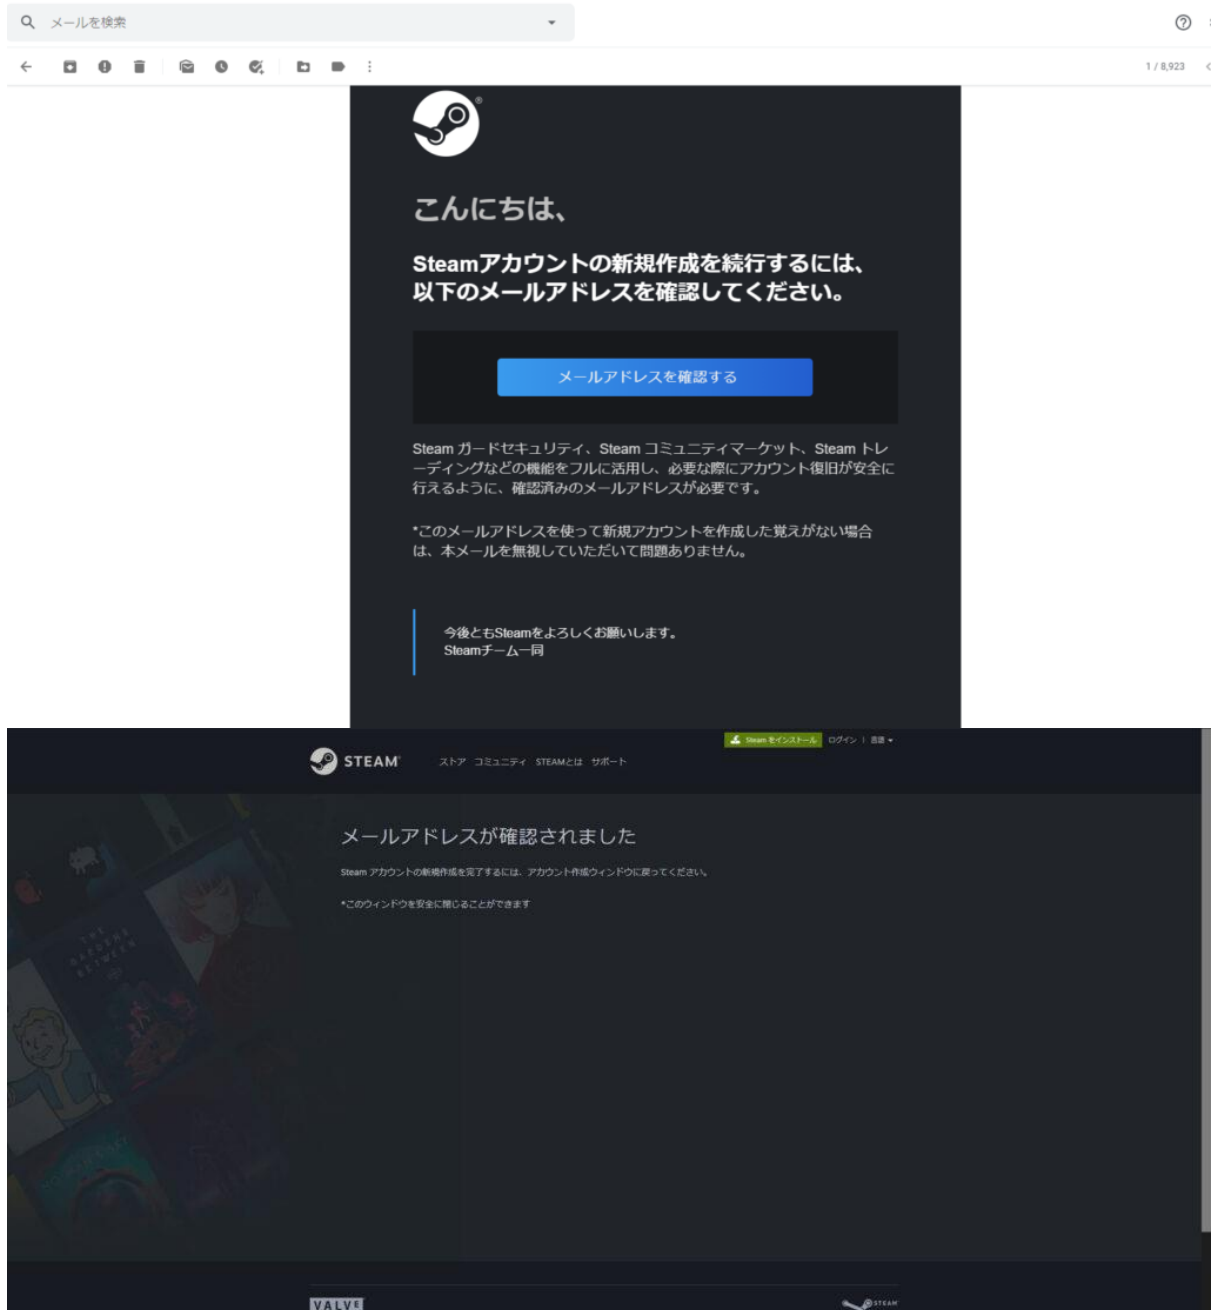 メールを検索
1 / 8,923
こんにちは、
Steamアカウントの新規作成を続行するには、
以下のメールアドレスを確認してください。
メールアドレスを確認する
Steam ガードセキュリティ、Steam コミュニティマーケット、Steam トレ
ーディングなどの機能をフルに活用し、必要な際にアカウント復旧が安全に
行えるように、確認済みのメールアドレスが必要です。
*このメールアドレスを使って新規アカウントを作成した覚えがない場合
は、本メールを無視していただいて問題ありません。
今後ともSteamをよろしくお願いします。
Steamチーム一同
Steam をインストール ログイン | 言語
STEAM ストア コミュニティ STEAMとは サポート
メールアドレスが確認されました
Steam アカウントの新規作成を完了するには、アカウント作成ウィンドウに戻ってください。
*このウィンドウを安全に閉じることができます
THE
GARDENS
BETWEEN
VALVE
STEAM